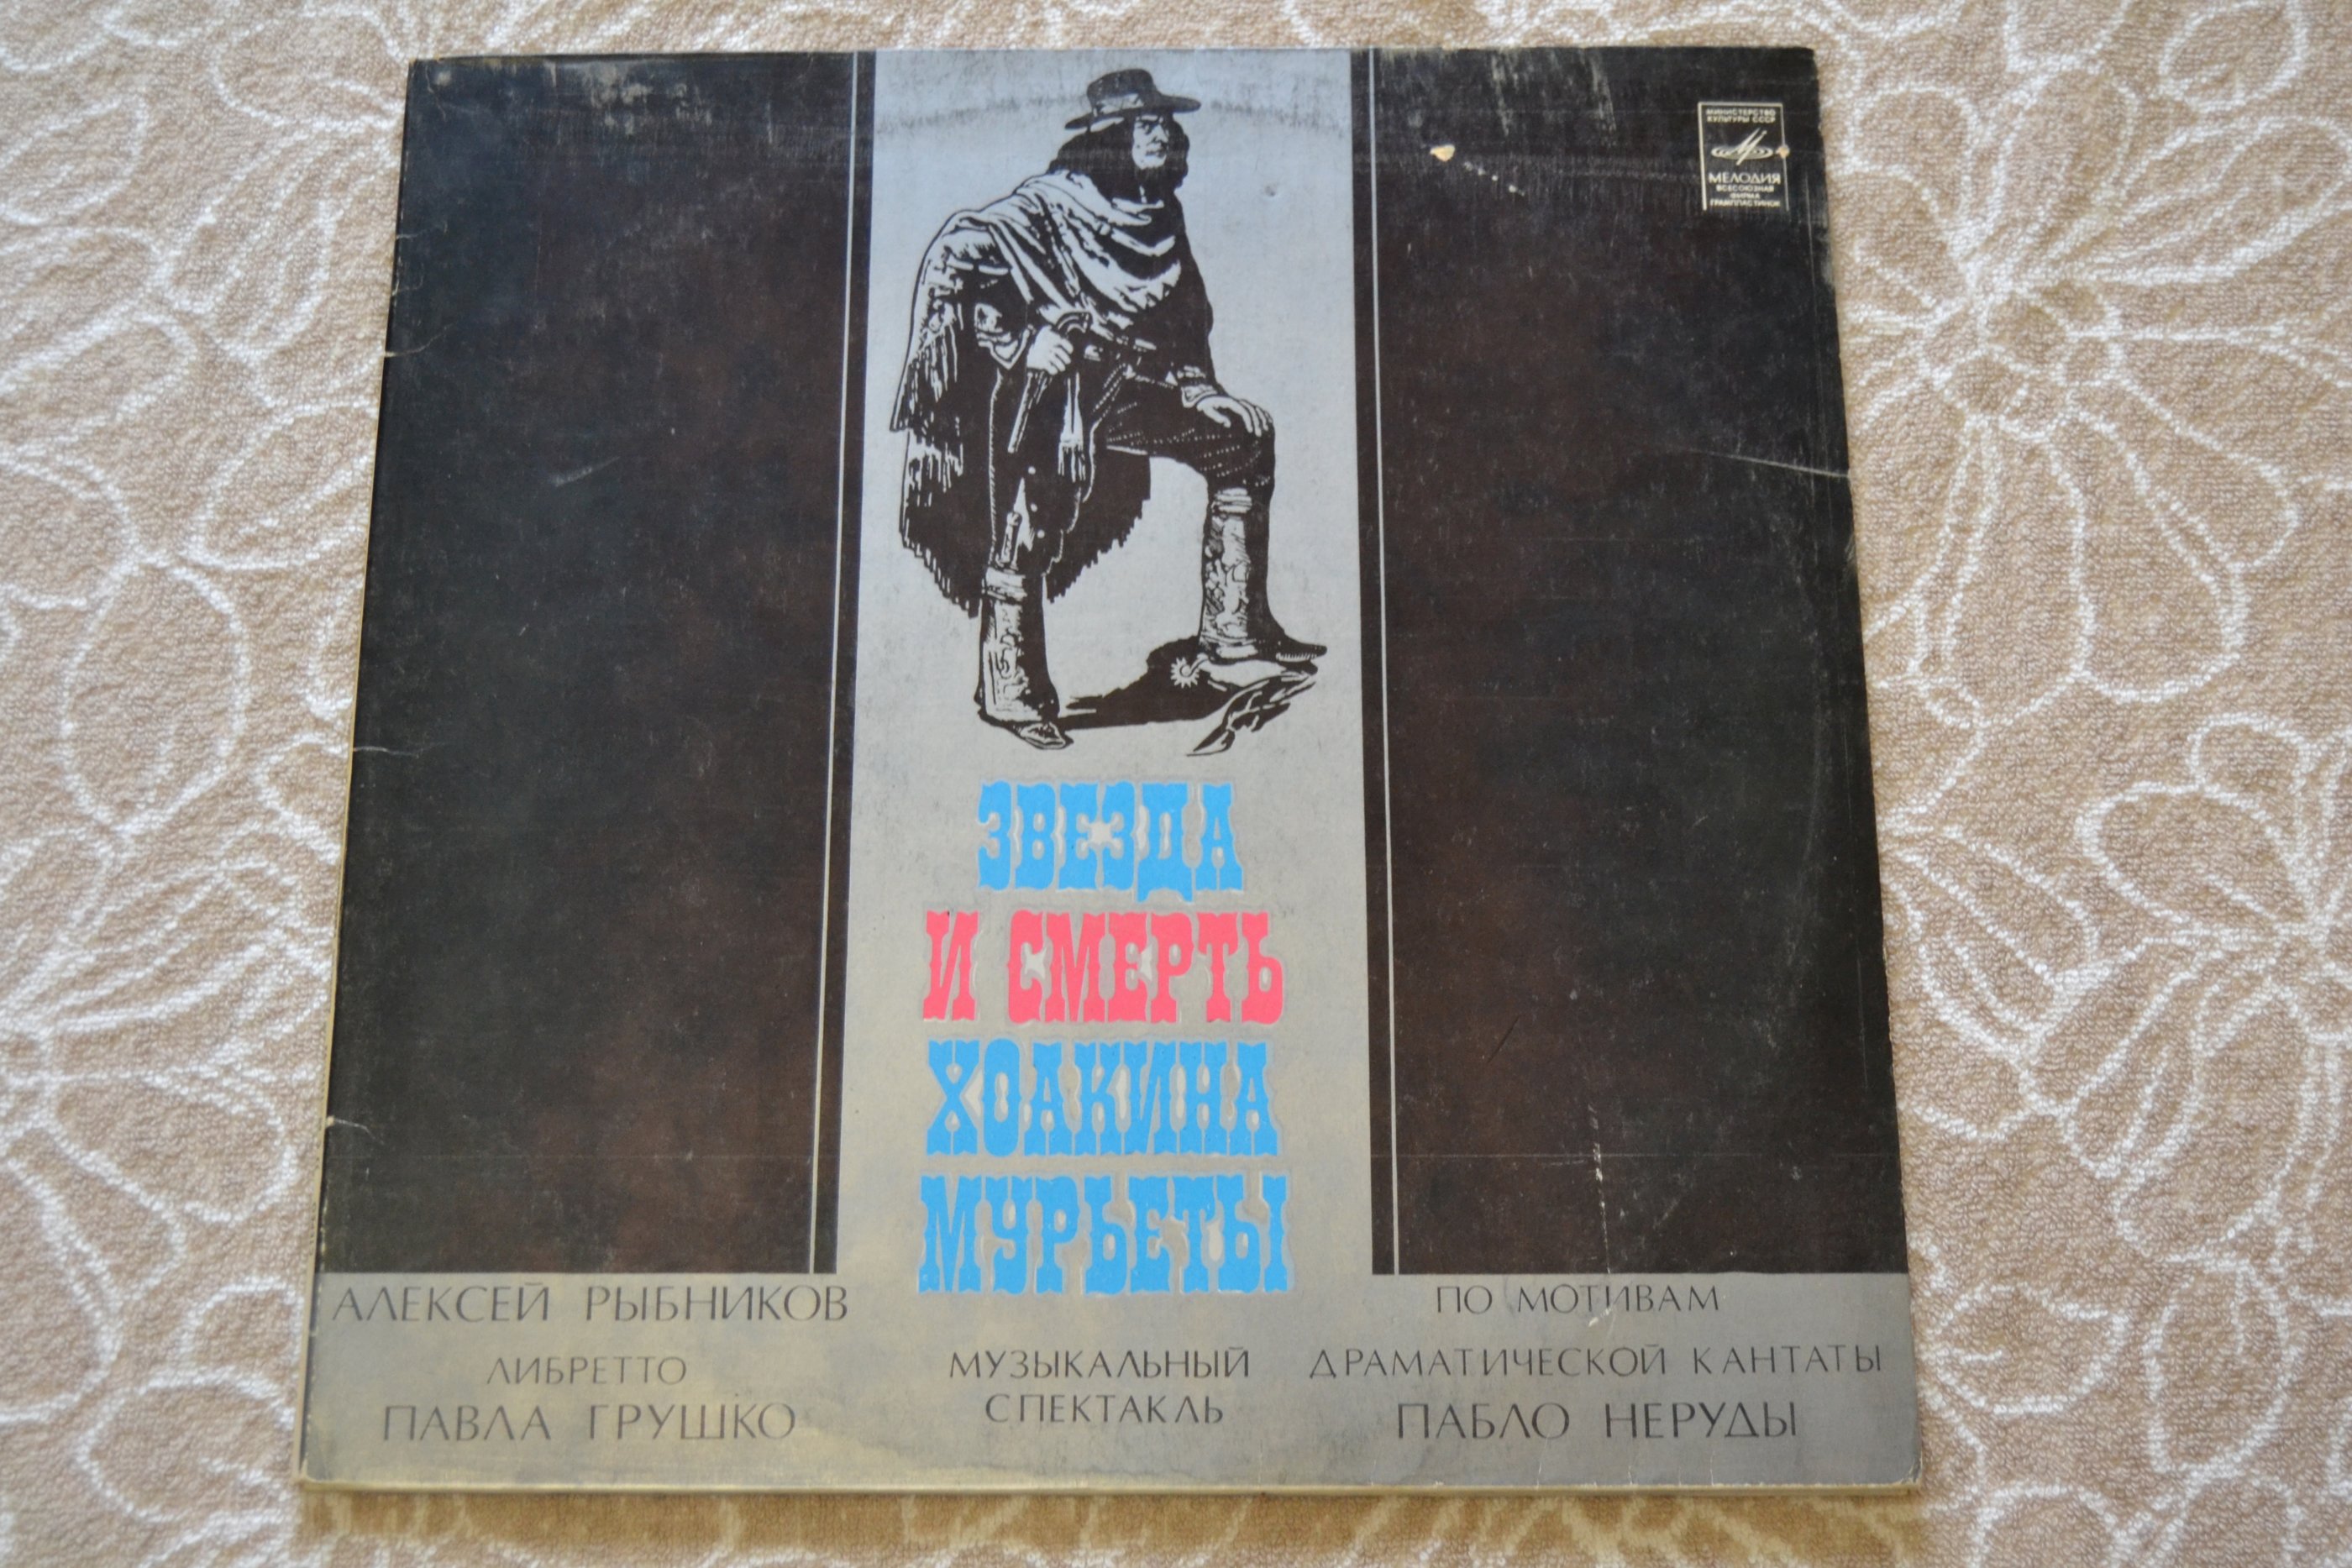 МИНИСТЕРСТВО
КУЛЬТУРЫ СССР
МЕЛОДИЯ
ВСЕСОЮЗНАЯ
ФИРМА
ГРАМПЛАСТИНОК
ЗВЕЗДА
И СМЕРТЬ
ХОАКИНА
МУРЬЕТЫ
АЛЕКСЕЙ РЫБНИКОВ
ЛИБРЕТТО
ПАВЛА ГРУШКО
МУЗЫКАЛЬНЫЙ
СПЕКТАКЛЬ
ПО МОТИВАМ
ДРАМАТИЧЕСКОЙ КАНТАТЫ
ПАБЛО НЕРУДЫ